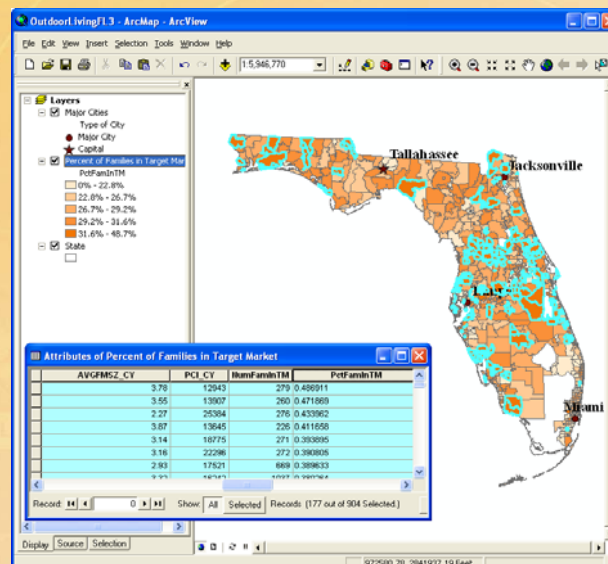 OutdoorLivingFL3 - ArcMap - ArcView
File Edit View Insert Selection Tools Window Help
1:5,946,770
Layers
Major Cities
Type of City
Major City
Capital
Percent of Families in Target Mar
PctFamInTM
0% - 22.8%
22.8% - 26.7%
26.7% - 29.2%
29.2% - 31.6%
31.6% - 48.7%
State
Tallahassee
Jacksonville
Miami
Attributes of Percent of Families in Target Market
AVGFMSZ_CY PCI_CY NumFamInTM PctFamInTM
3.78 12943 279 0.486911
3.55 13907 260 0.471869
2.27 25384 276 0.433962
3.87 13645 226 0.411658
3.14 18775 271 0.393895
3.16 22296 272 0.390805
2.93 17521 669 0.389633
Record: 0 Show: All Selected Records (177 out of 904 Selected.)
Display Source Selection